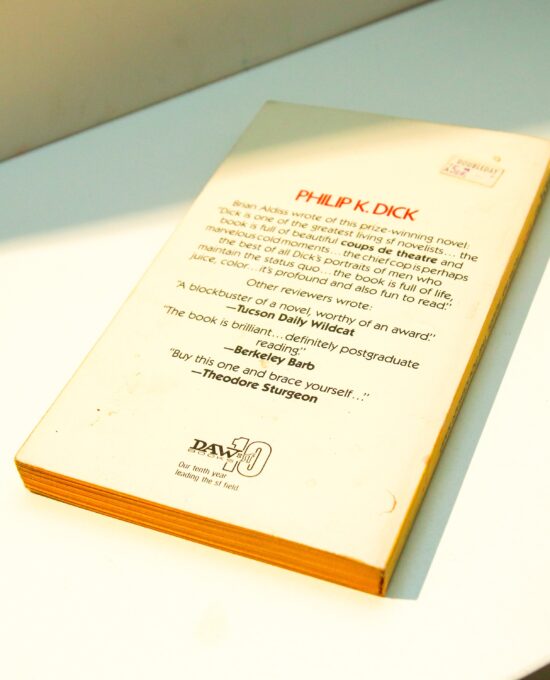 DOUBLEDAY
PHILIP K. DICK
Brian Aldiss wrote of this prize-winning novel:
"Dick is one of the greatest living sf novelists... the
book is full of beautiful coups de theatre and
marvelous cold moments... the chief cop is perhaps
the best of all Dick's portraits of men who
maintain the status quo... the book is full of life,
juice, color... it's profound and also fun to read."
Other reviewers wrote:
"A blockbuster of a novel, worthy of an award."
—Tucson Daily Wildcat
"The book is brilliant... definitely postgraduate
reading."
—Berkeley Barb
"Buy this one and brace yourself..."
—Theodore Sturgeon
DAW sf
BOOKS 10
Our tenth year
leading the sf field